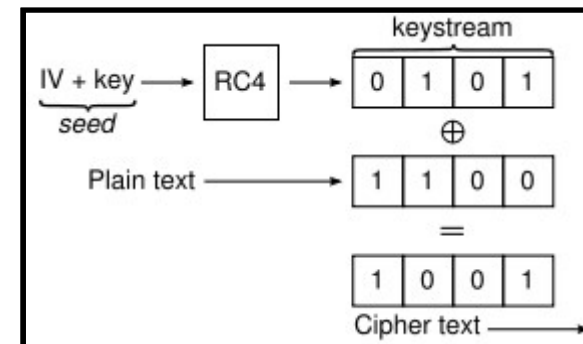 keystream
IV + key
RC4
0 1 0 1
seed
⊕
Plain text
1 1 0 0
=
1 0 0 1
Cipher text